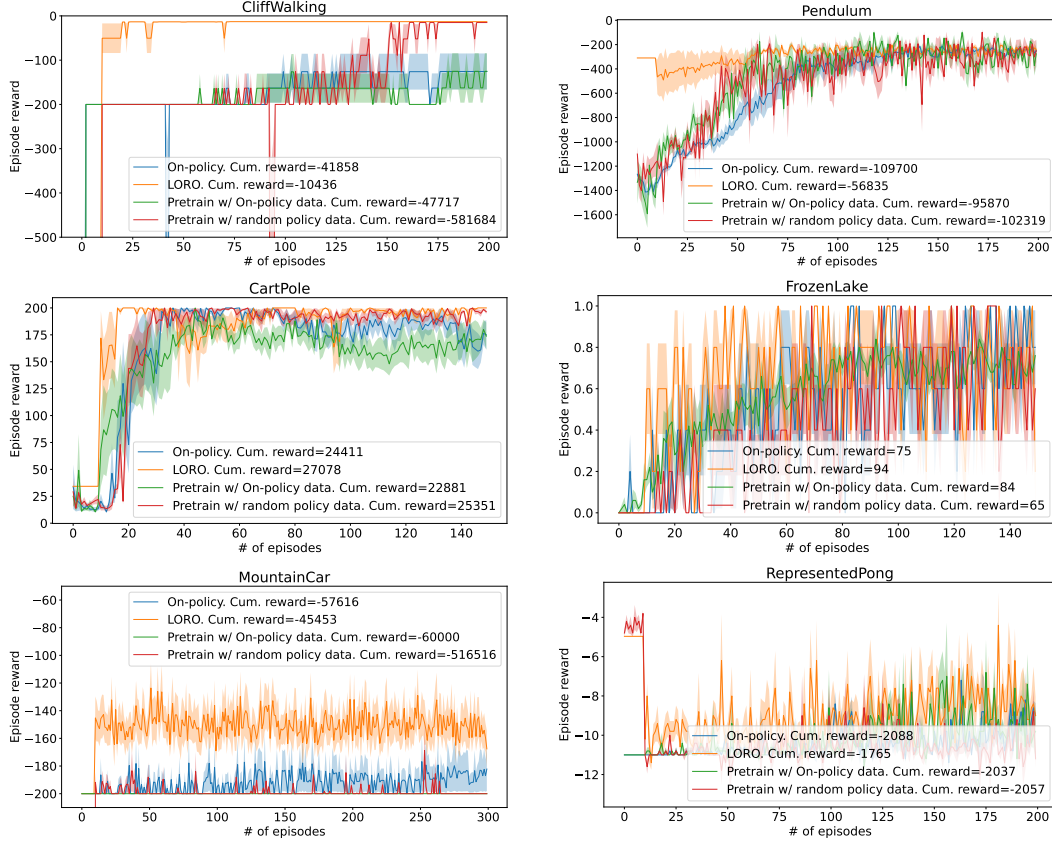 CliffWalking
Episode reward
0
−100
−200
−300
−400
−500
On-policy. Cum. reward=-41858
LORO. Cum. reward=-10436
Pretrain w/ On-policy data. Cum. reward=-47717
Pretrain w/ random policy data. Cum. reward=-581684
0 25 50 75 100 125 150 175 200
# of episodes
Pendulum
Episode reward
−200
−400
−600
−800
−1000
−1200
−1400
−1600
On-policy. Cum. reward=-109700
LORO. Cum. reward=-56835
Pretrain w/ On-policy data. Cum. reward=-95870
Pretrain w/ random policy data. Cum. reward=-102319
0 25 50 75 100 125 150 175 200
# of episodes
CartPole
Episode reward
200
175
150
125
100
75
50
25
0
On-policy. Cum. reward=24411
LORO. Cum. reward=27078
Pretrain w/ On-policy data. Cum. reward=22881
Pretrain w/ random policy data. Cum. reward=25351
0 20 40 60 80 100 120 140
# of episodes
FrozenLake
Episode reward
1.0
0.8
0.6
0.4
0.2
0.0
On-policy. Cum. reward=75
LORO. Cum. reward=94
Pretrain w/ On-policy data. Cum. reward=84
Pretrain w/ random policy data. Cum. reward=65
0 20 40 60 80 100 120 140
# of episodes
MountainCar
Episode reward
−60
−80
−100
−120
−140
−160
−180
−200
On-policy. Cum. reward=-57616
LORO. Cum. reward=-45453
Pretrain w/ On-policy data. Cum. reward=-60000
Pretrain w/ random policy data. Cum. reward=-516516
0 50 100 150 200 250 300
# of episodes
RepresentedPong
Episode reward
−4
−6
−8
−10
−12
On-policy. Cum. reward=-2088
LORO. Cum. reward=-1765
Pretrain w/ On-policy data. Cum. reward=-2037
Pretrain w/ random policy data. Cum. reward=-2057
0 25 50 75 100 125 150 175 200
# of episodes